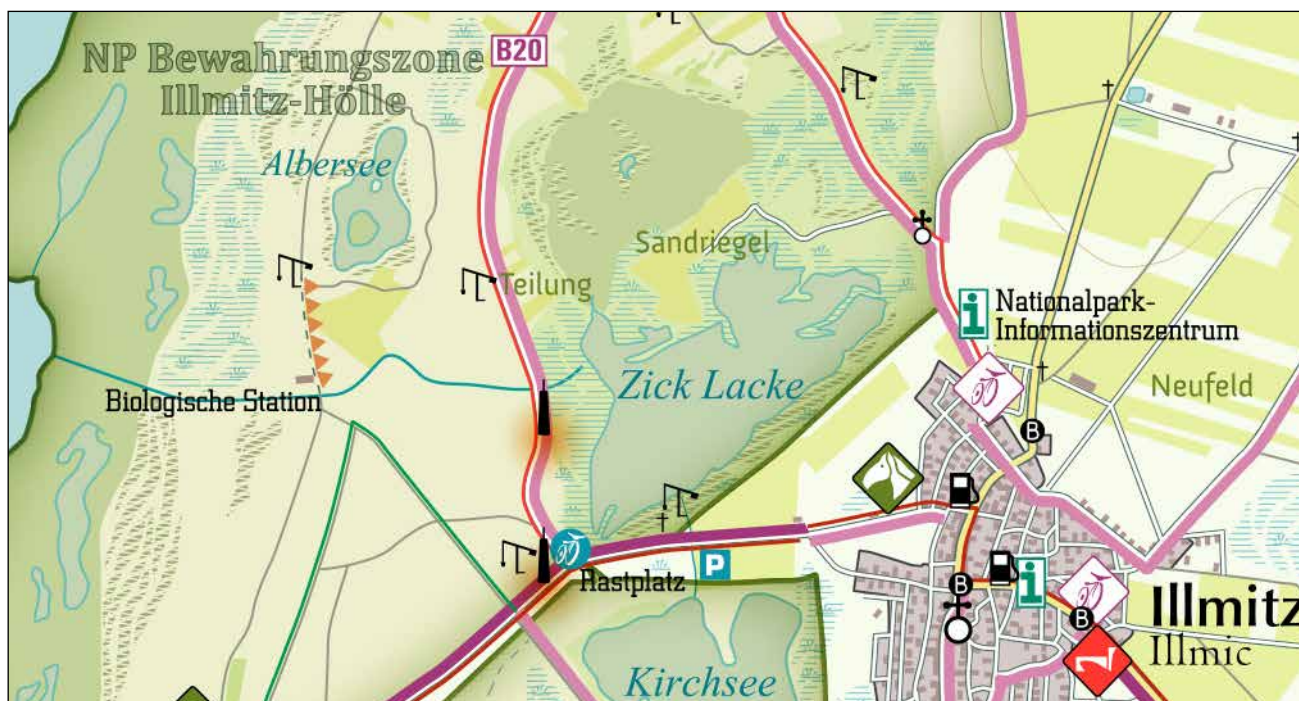 B20
NP Bewahrungszone
Illmitz-Hölle
Albersee
Sandriegel
Teilung
Nationalpark-
Informationszentrum
Zick Lacke
Neufeld
Biologische Station
B
P
Rastplatz
B
B
Illmitz
Illmic
Kirchsee